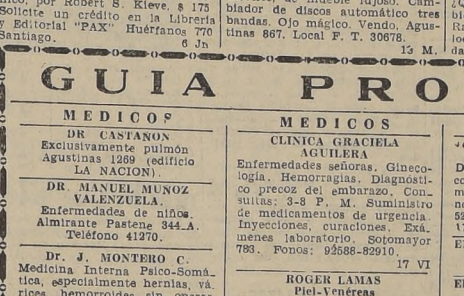 nico, por Robert S. Kieve, $ 175
Solicite un crédito en la Librería
y Editorial "PAX" Huérfanos 770
Santiago.
6 Jn
biador de discos automático tres
bandas. Ojo mágico. Vendo, Agus-
tinas 867. Local F. T. 30678.
13 M.
GUIA PRO
MEDICOS
DR CASTAÑON
Exclusivamente pulmón
Agustinas 1269 (edificio
LA NACION).
DR. MANUEL MUÑOZ
VALENZUELA.
Enfermedades de niños.
Almirante Pastene 344-A.
Teléfono 41270.
Dr. J. MONTERO C.
Medicina Interna Psico-Somá-
tica, especialmente hernias, vá-
rices, hemorroides sin
MEDICOS
CLINICA GRACIELA
AGUILERA
Enfermedades señoras, Gineco-
logía, Hemorragias, Diagnósti-
co precoz del embarazo, Con-
sultas: 3-8 P. M. Suministro
de medicamentos de urgencia.
Inyecciones, curaciones. Exá-
menes laboratorio. Sotomayor
783. Fonos: 92588-82910.
17 VI
ROGER LAMAS
Piel-Venéreas